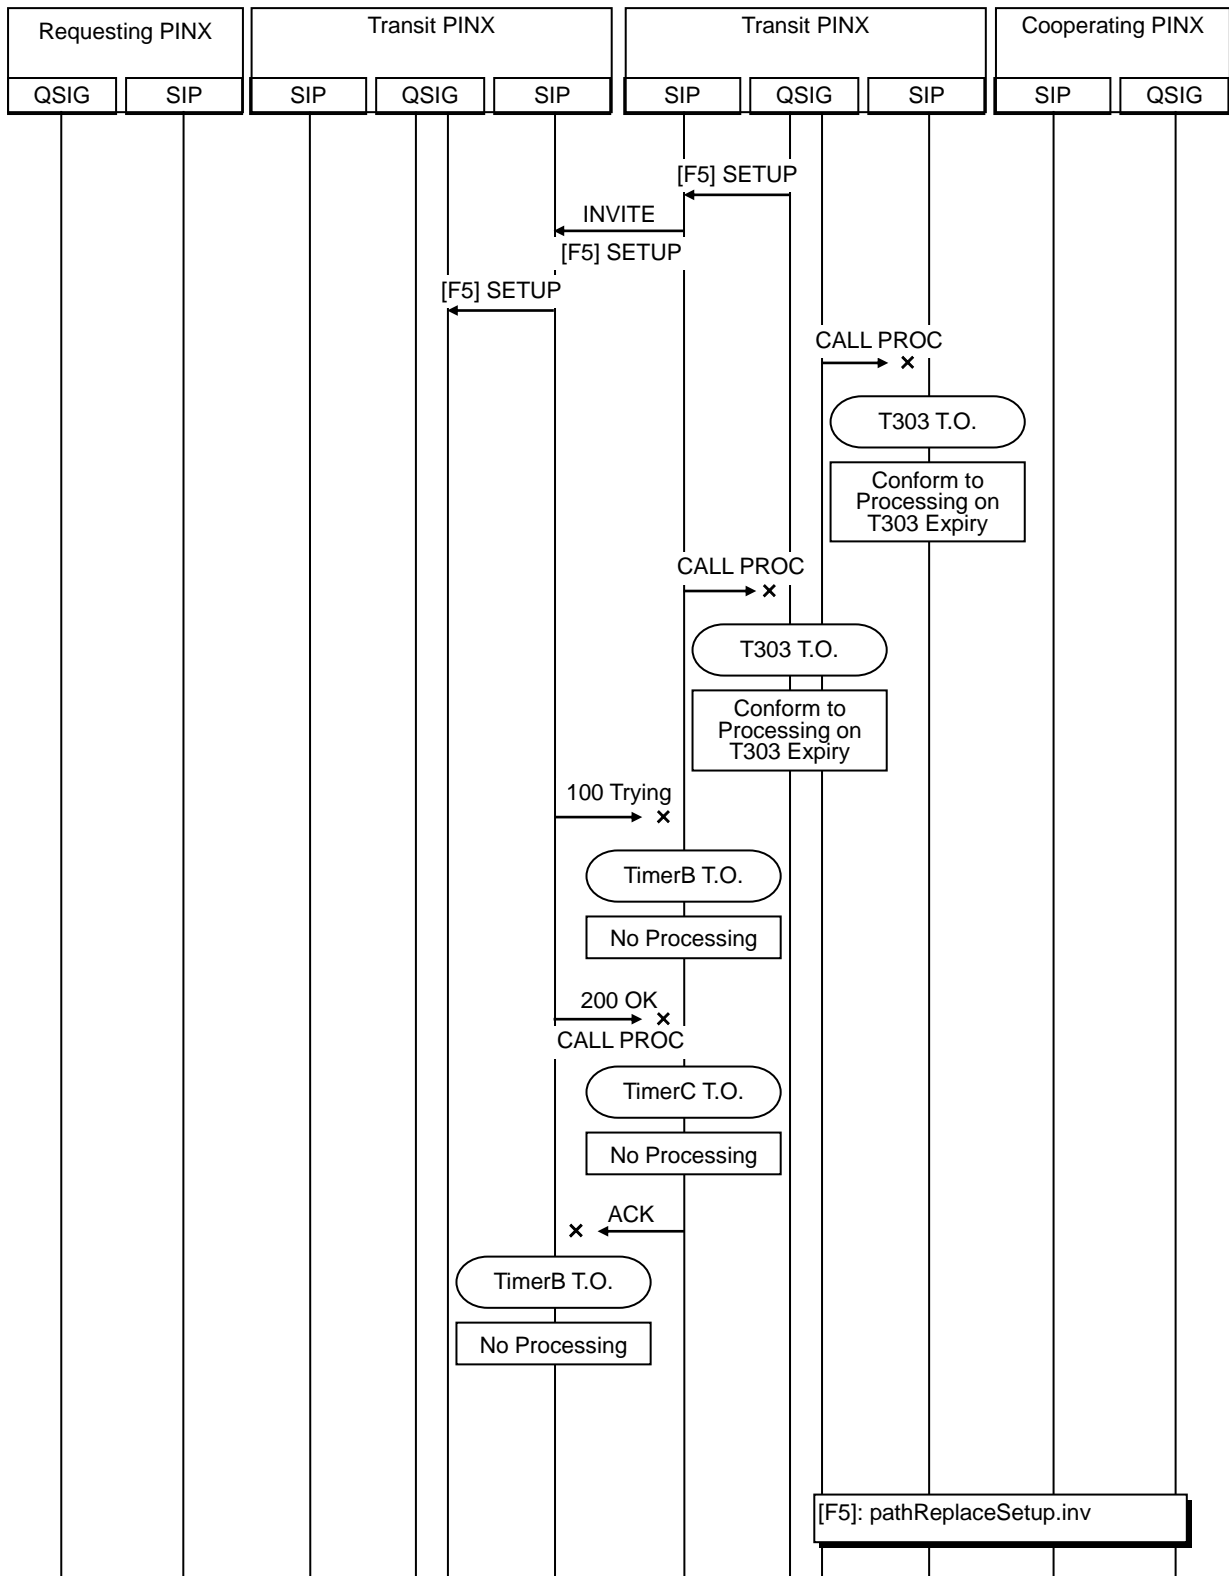 Requesting PINX
Transit PINX
Transit PINX
Cooperating PINX
QSIG
SIP
SIP
QSIG
SIP
SIP
QSIG
SIP
SIP
QSIG
[F5] SETUP
INVITE
[F5] SETUP
[F5] SETUP
CALL PROC
T303 T.O.
Conform to
Processing on
T303 Expiry
CALL PROC
T303 T.O.
Conform to
Processing on
T303 Expiry
100 Trying
TimerB T.O.
No Processing
200 OK
CALL PROC
TimerC T.O.
No Processing
ACK
TimerB T.O.
No Processing
[F5]: pathReplaceSetup.inv